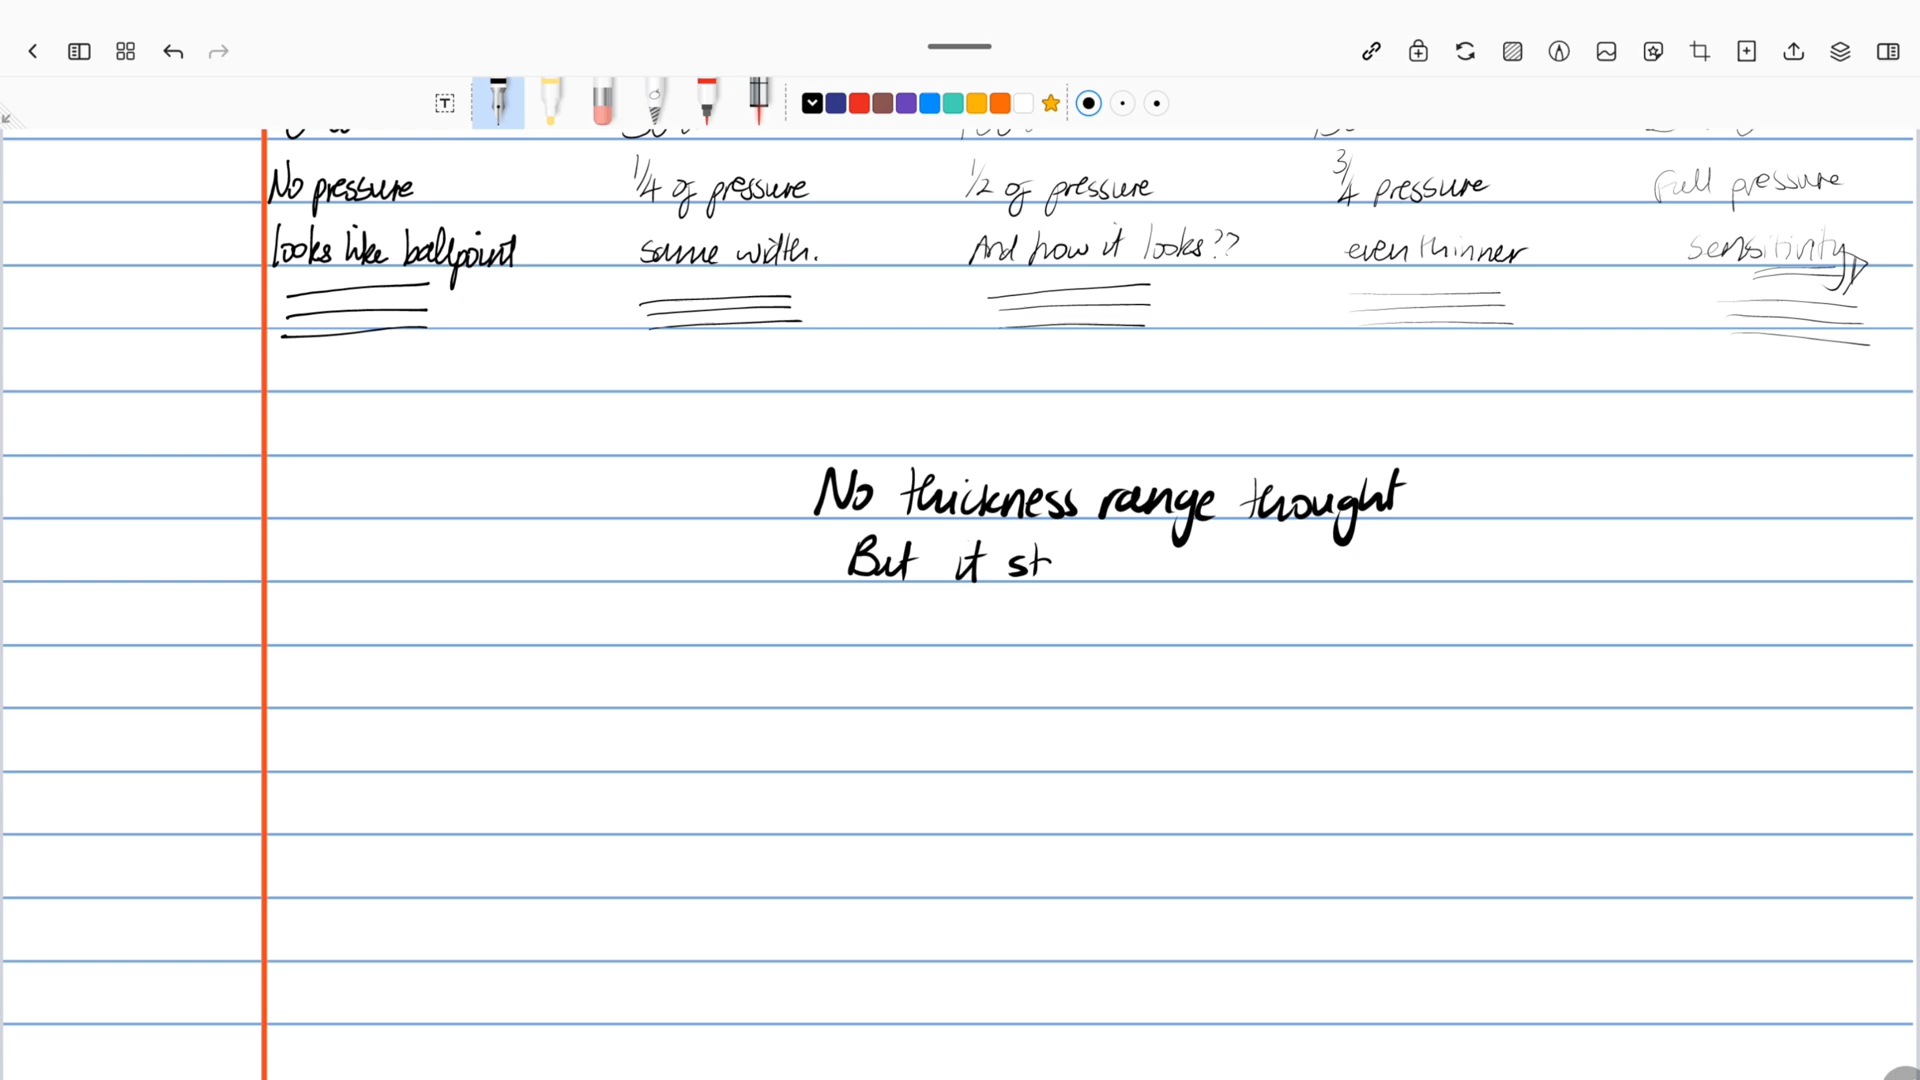 No pressure 1/4 of pressure 1/2 of pressure 3/4 pressure Full pressure
looks like ballpoint same width. And how it looks?? even thinner sensitivity
No thickness range thought
But it st